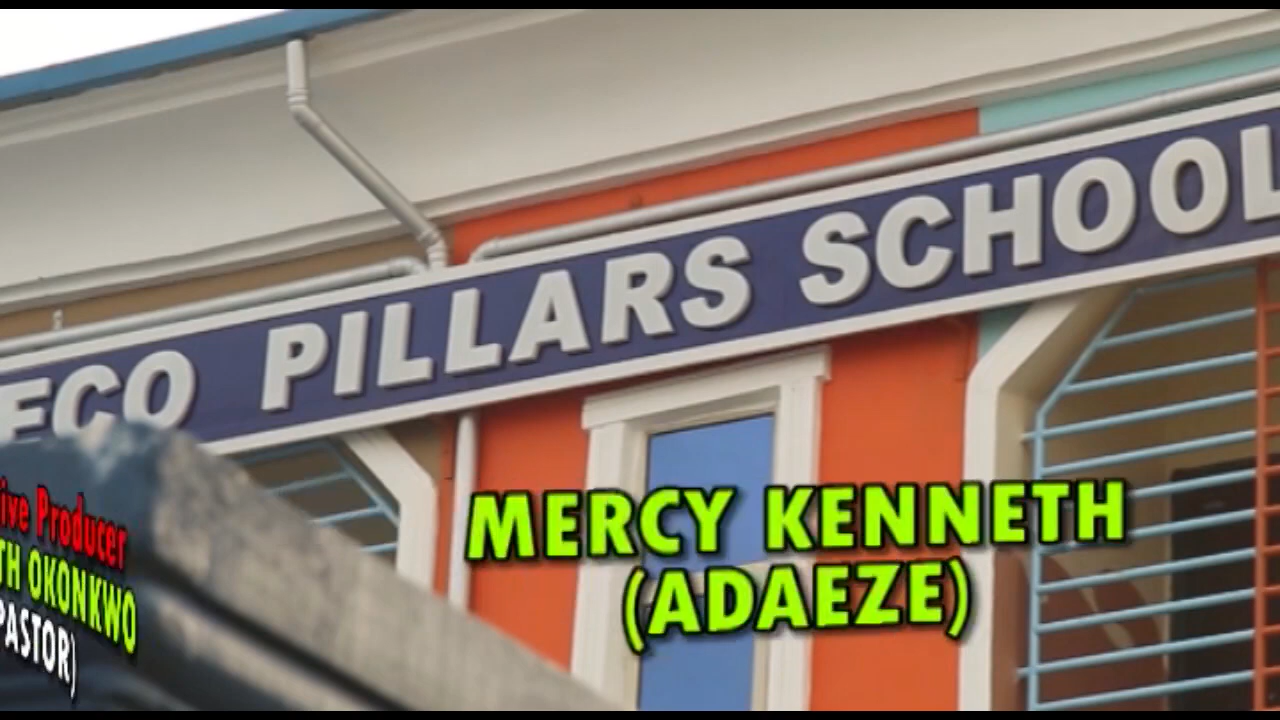 ECO PILLARS SCHOOL
MERCY KENNETH
(ADAEZE)
Producer
OKONKWO
PASTOR)